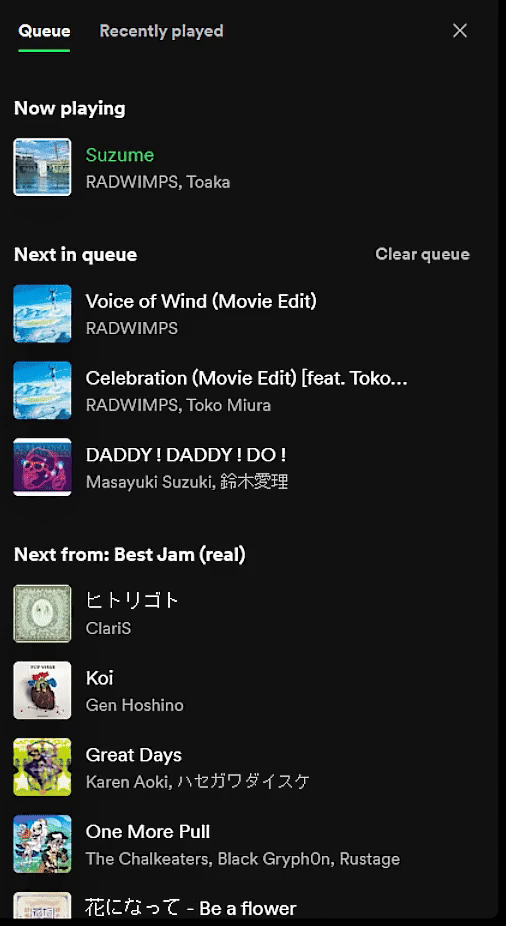 Queue
Recently played
Now playing
Suzume
RADWIMPS, Toaka
Next in queue
Clear queue
Voice of Wind (Movie Edit)
RADWIMPS
Celebration (Movie Edit) [feat. Toko...
RADWIMPS, Toko Miura
DADDY ! DADDY ! DO !
Masayuki Suzuki, 鈴木愛理
Next from: Best Jam (real)
ヒトリゴト
ClariS
POP VIRUS
Koi
Gen Hoshino
Great Days
Karen Aoki, ハセガワダイスケ
One More Pull
The Chalkeaters, Black Gryph0n, Rustage
花になって - Be a flower